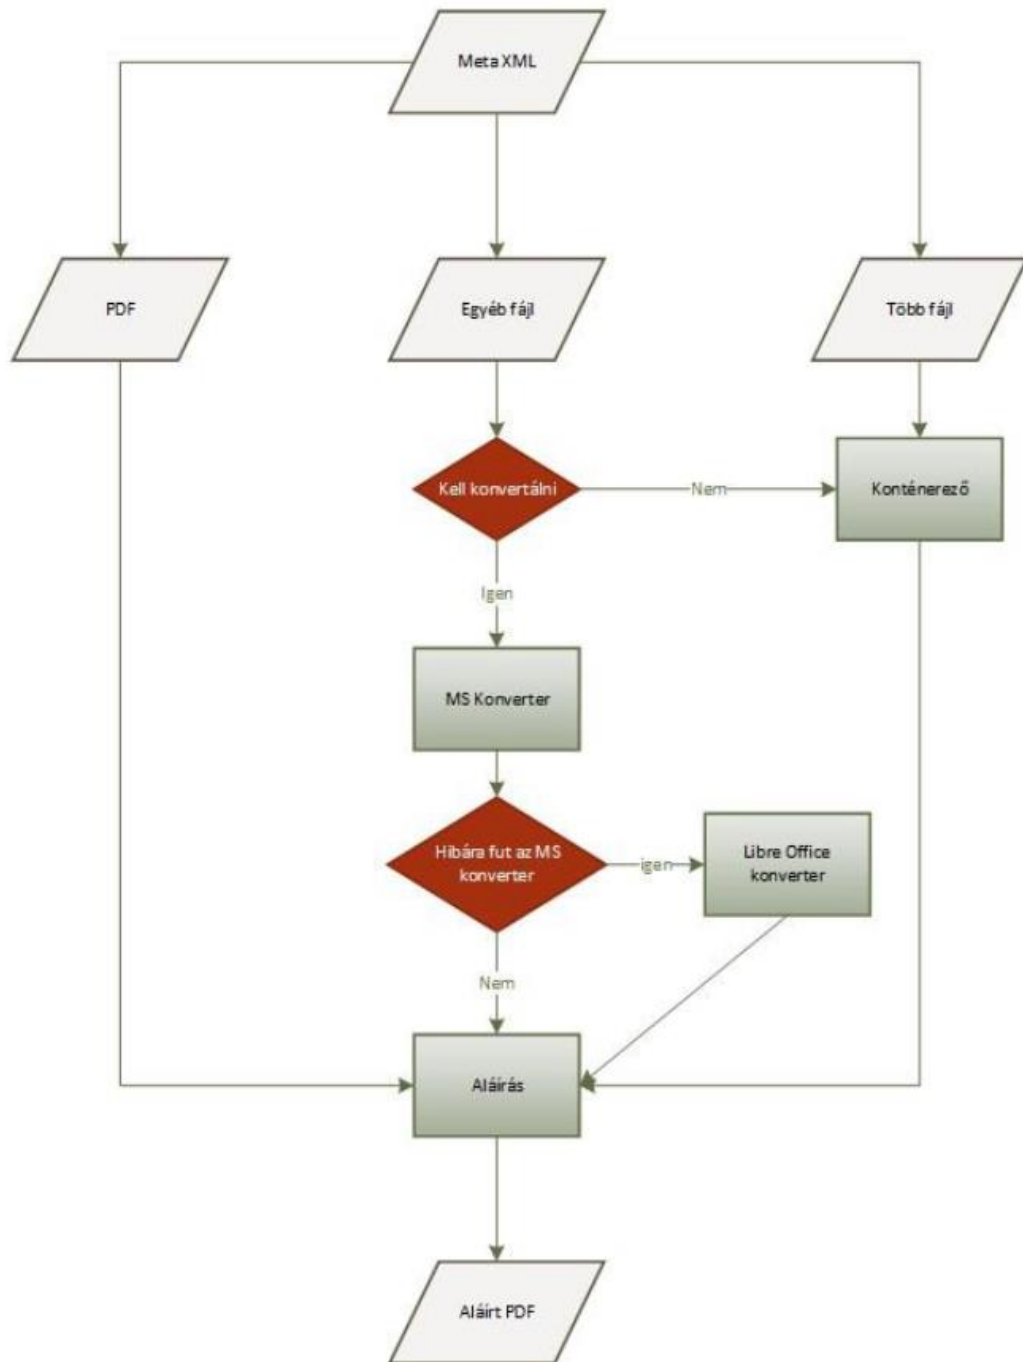 Meta XML
PDF
Egyéb fájl
Több fájl
Kell konvertálni
Nem
Konténerező
Igen
MS Konverter
Hibára fut az MS
konverter
igen
Libre Office
konverter
Nem
Aláírás
Aláírt PDF